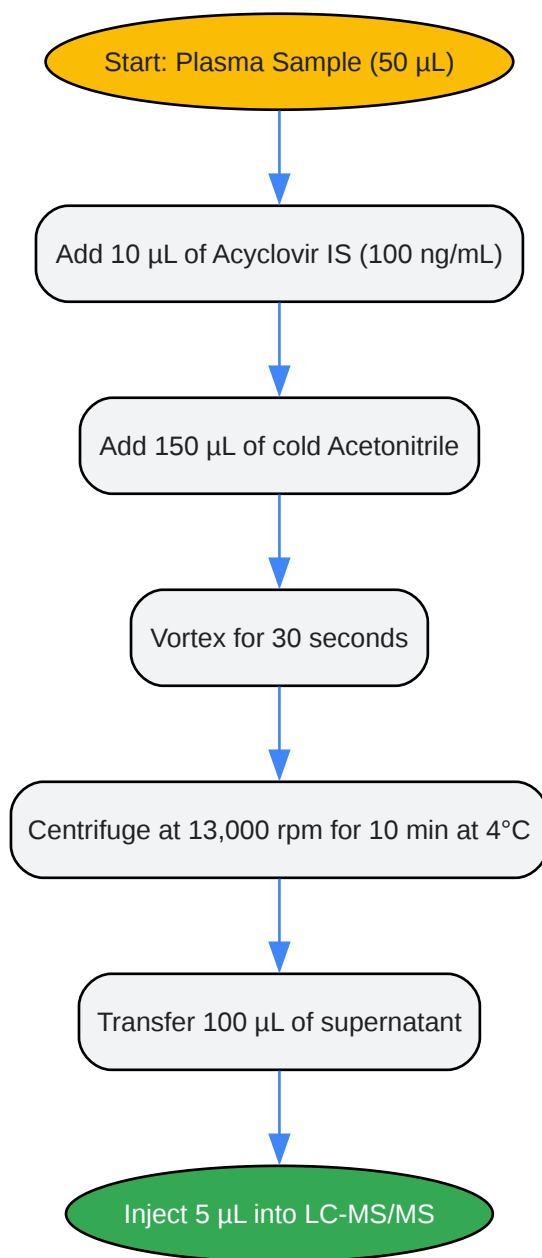 Start: Plasma Sample (50 µL)
Add 10 µL of Acyclovir IS (100 ng/mL)
Add 150 µL of cold Acetonitrile
Vortex for 30 seconds
Centrifuge at 13,000 rpm for 10 min at 4°C
Transfer 100 µL of supernatant
Inject 5 µL into LC-MS/MS